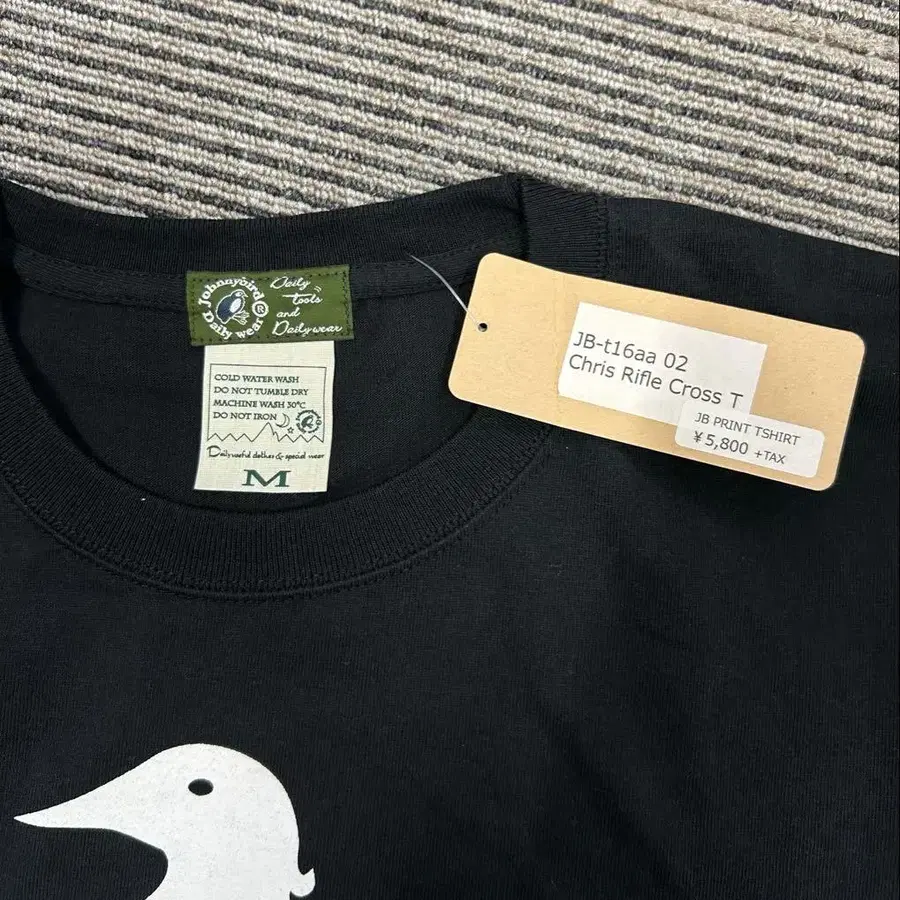 Johnnybird
Daily wear
®
Daily
tools
and
Dailywear
COLD WATER WASH
DO NOT TUMBLE DRY
MACHINE WASH 30°C
DO NOT IRON
Dailyuseful clothes & special wear
M
JB-t16aa 02
Chris Rifle Cross T
JB PRINT TSHIRT
¥5,800 +TAX